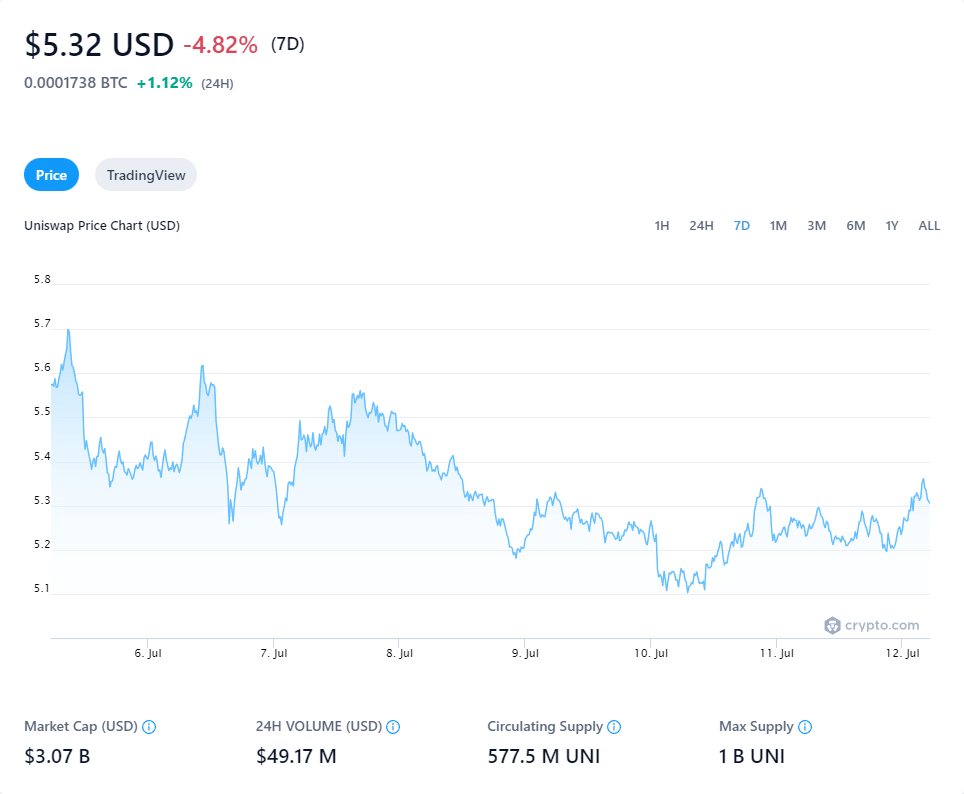 $5.32 USD -4.82% (7D)
0.0001738 BTC +1.12% (24H)
Price TradingView
Uniswap Price Chart (USD) 1H 24H 7D 1M 3M 6M 1Y ALL
5.8
5.7
5.6
5.5
5.4
5.3
5.2
5.1
crypto.com
6. Jul 7. Jul 8. Jul 9. Jul 10. Jul 11. Jul 12. Jul
Market Cap (USD) 24H VOLUME (USD) Circulating Supply Max Supply
$3.07 B $49.17 M 577.5 M UNI 1 B UNI